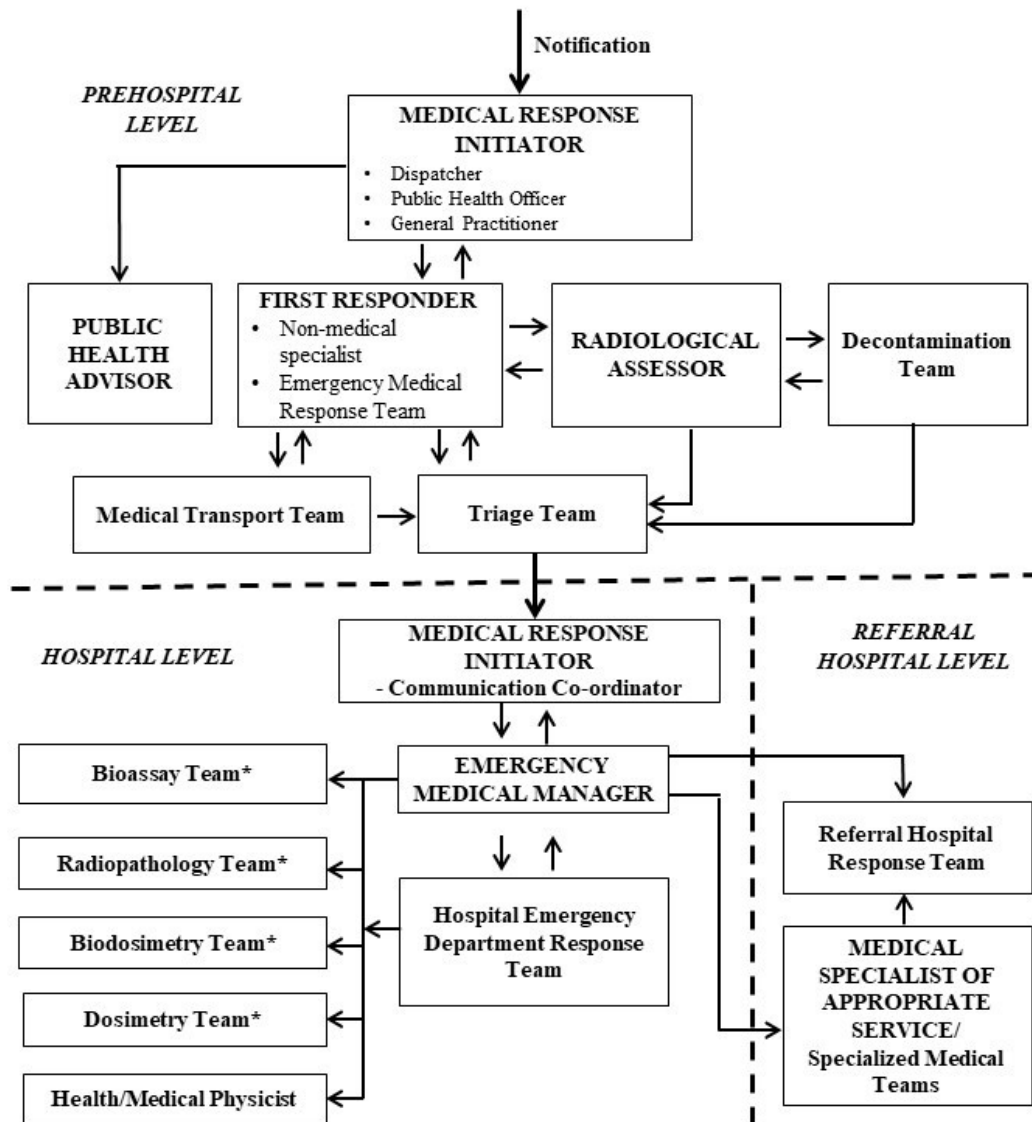 Notification
PREHOSPITAL
LEVEL
MEDICAL RESPONSE
INITIATOR
• Dispatcher
• Public Health Officer
• General Practitioner
PUBLIC
HEALTH
ADVISOR
FIRST RESPONDER
• Non-medical
specialist
• Emergency Medical
Response Team
RADIOLOGICAL
ASSESSOR
Decontamination
Team
Medical Transport Team
Triage Team
HOSPITAL LEVEL
MEDICAL RESPONSE
INITIATOR
- Communication Co-ordinator
REFERRAL
HOSPITAL LEVEL
Bioassay Team*
EMERGENCY
MEDICAL MANAGER
Radiopathology Team*
Referral Hospital
Response Team
Biodosimetry Team*
Hospital Emergency
Department Response
Team
Dosimetry Team*
MEDICAL
SPECIALIST OF
APPROPRIATE
SERVICE/
Specialized Medical
Teams
Health/Medical Physicist